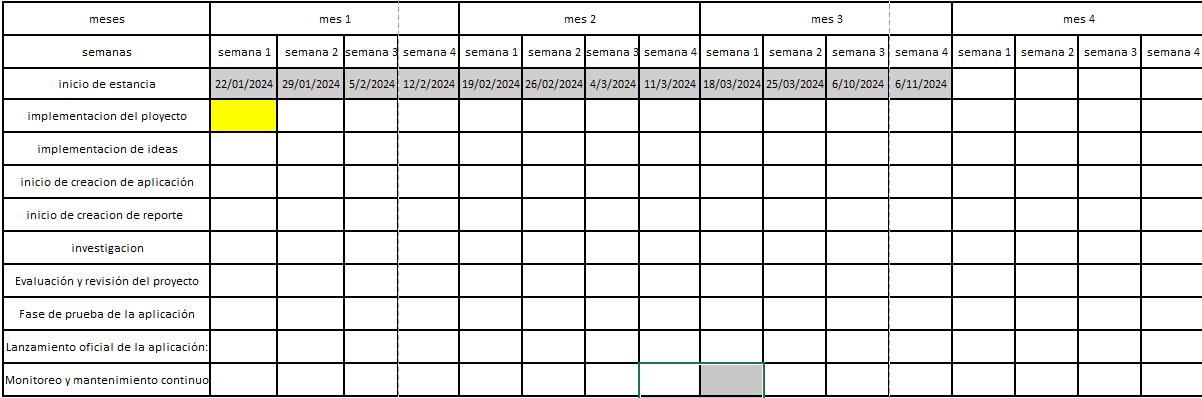 meses mes 1 mes 2 mes 3 mes 4
semanas semana 1 semana 2 semana 3 semana 4 semana 1 semana 2 semana 3 semana 4 semana 1 semana 2 semana 3 semana 4 semana 1 semana 2 semana 3 semana 4
inicio de estancia 22/01/2024 29/01/2024 5/2/2024 12/2/2024 19/02/2024 26/02/2024 4/3/2024 11/3/2024 18/03/2024 25/03/2024 6/10/2024 6/11/2024
implementacion del ployecto
implementacion de ideas
inicio de creacion de aplicación
inicio de creacion de reporte
investigacion
Evaluación y revisión del proyecto
Fase de prueba de la aplicación
Lanzamiento oficial de la aplicación:
Monitoreo y mantenimiento continuo